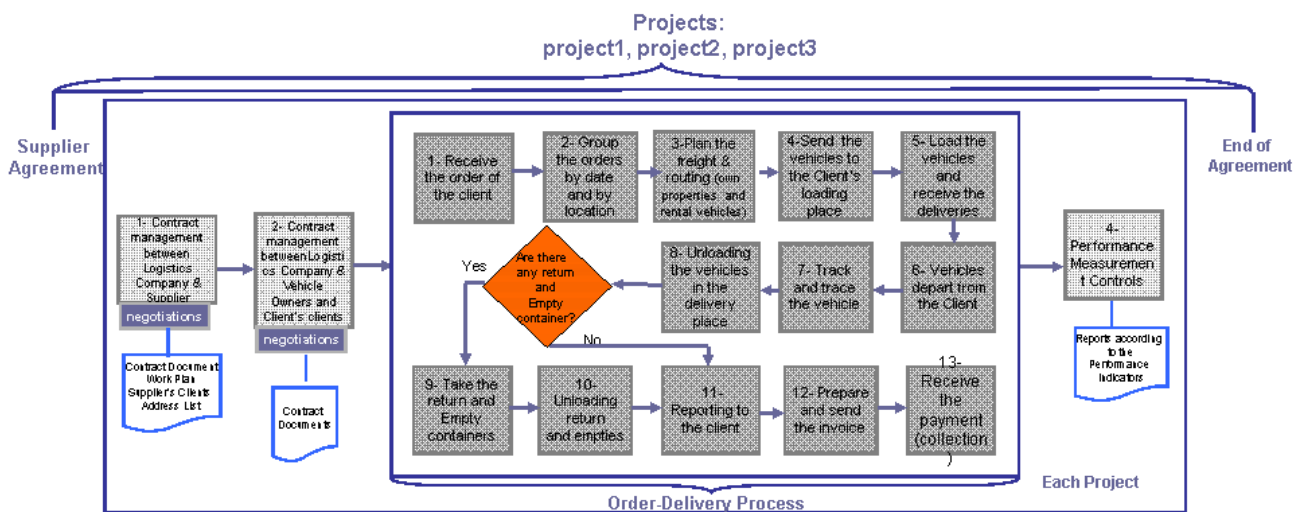 Projects:
project1, project2, project3
Supplier
Agreement
End of
Agreement
1- Contract
management
between
Logistics
Company &
Supplier
negotiations
Contract Document
Work Plan
Supplier's Clients
Address List
2- Contract
management
between Logisti
cs Company &
Vehicle
Owners and
Client's clients
negotiations
Contract
Documents
1- Receive
the order of
the client
2- Group
the orders
by date
and by
location
3-Plan the
freight &
routing (own
properties and
rental vehicles)
4-Send the
vehicles to
the Client's
loading
place
5- Load the
vehicles
and
receive the
deliveries
6- Vehicles
depart from
the Client
7- Track
and trace
the vehicle
8- Unloading
the vehicles
in the
delivery
place
Are there
any return
and
Empty
container?
Yes
No
9- Take the
return and
Empty
containers
10-
Unloading
return
and empties
11-
Reporting to
the client
12- Prepare
and send
the invoice
13-
Receive
the
payment
(collection
)
4-
Performance
Measuremen
t Controls
Reports according
to the
Performance
Indicators
Each Project
Order-Delivery Process